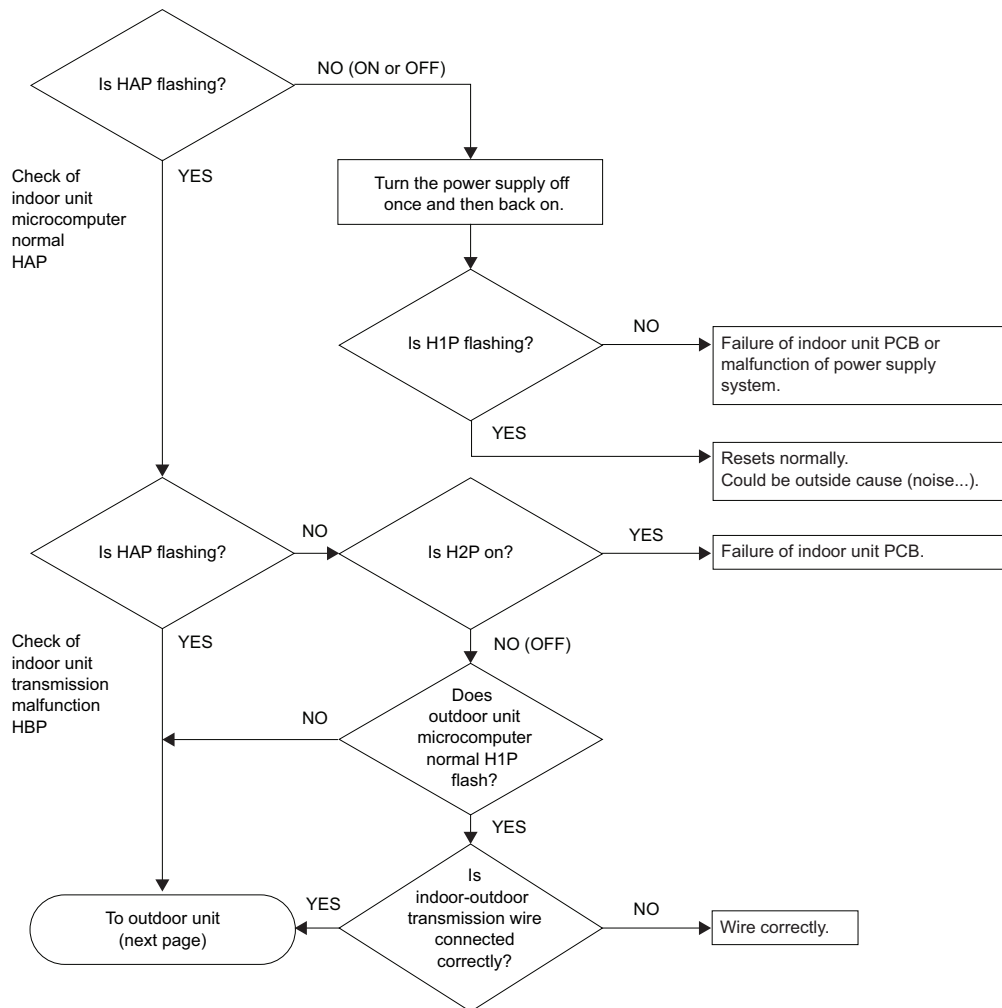 Is HAP flashing?
NO (ON or OFF)
YES
Check of
indoor unit
microcomputer
normal
HAP
Turn the power supply off
once and then back on.
Is H1P flashing?
NO
Failure of indoor unit PCB or
malfunction of power supply
system.
YES
Resets normally.
Could be outside cause (noise...).
Is HAP flashing?
NO
Is H2P on?
YES
Failure of indoor unit PCB.
YES
Check of
indoor unit
transmission
malfunction
HBP
NO (OFF)
Does
outdoor unit
microcomputer
normal H1P
flash?
NO
YES
Is
indoor-outdoor
transmission wire
connected
correctly?
YES
NO
To outdoor unit
(next page)
Wire correctly.